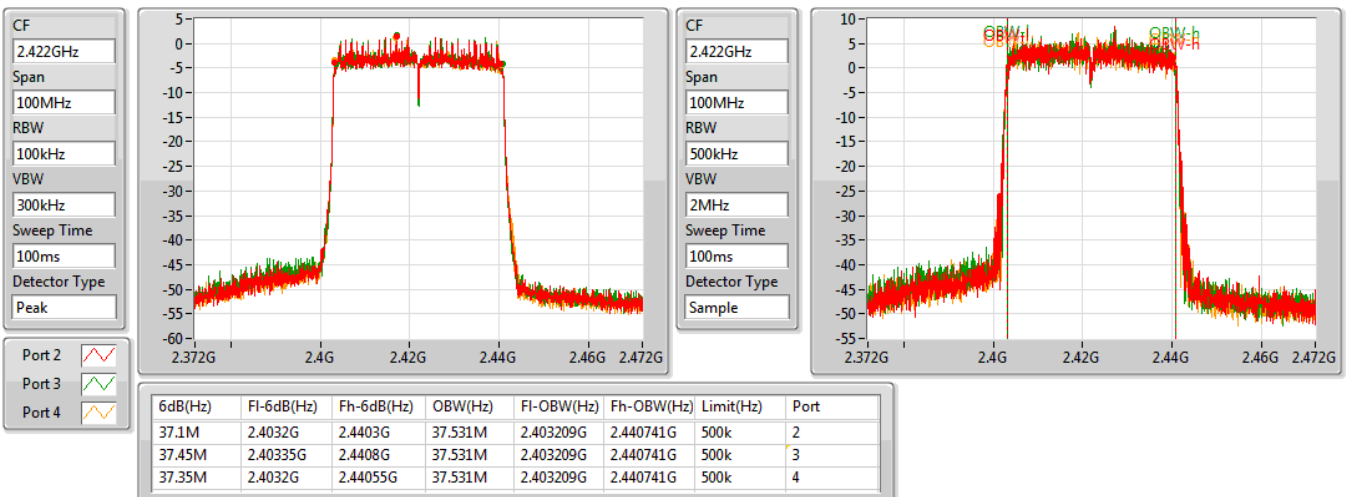 CF
2.422GHz
Span
100MHz
RBW
100kHz
VBW
300kHz
Sweep Time
100ms
Detector Type
Peak
5
0
-5
-10
-15
-20
-25
-30
-35
-40
-45
-50
-55
-60
2.372G 2.4G 2.42G 2.44G 2.46G 2.472G
CF
2.422GHz
Span
100MHz
RBW
500kHz
VBW
2MHz
Sweep Time
100ms
Detector Type
Sample
10
5
0
-5
-10
-15
-20
-25
-30
-35
-40
-45
-50
-55
OBW-h
OBW-h
2.372G 2.4G 2.42G 2.44G 2.46G 2.472G
Port 2
Port 3
Port 4
6dB(Hz) Fl-6dB(Hz) Fh-6dB(Hz) OBW(Hz) Fl-OBW(Hz) Fh-OBW(Hz) Limit(Hz) Port
37.1M 2.4032G 2.4403G 37.531M 2.403209G 2.440741G 500k 2
37.45M 2.40335G 2.4408G 37.531M 2.403209G 2.440741G 500k 3
37.35M 2.4032G 2.44055G 37.531M 2.403209G 2.440741G 500k 4